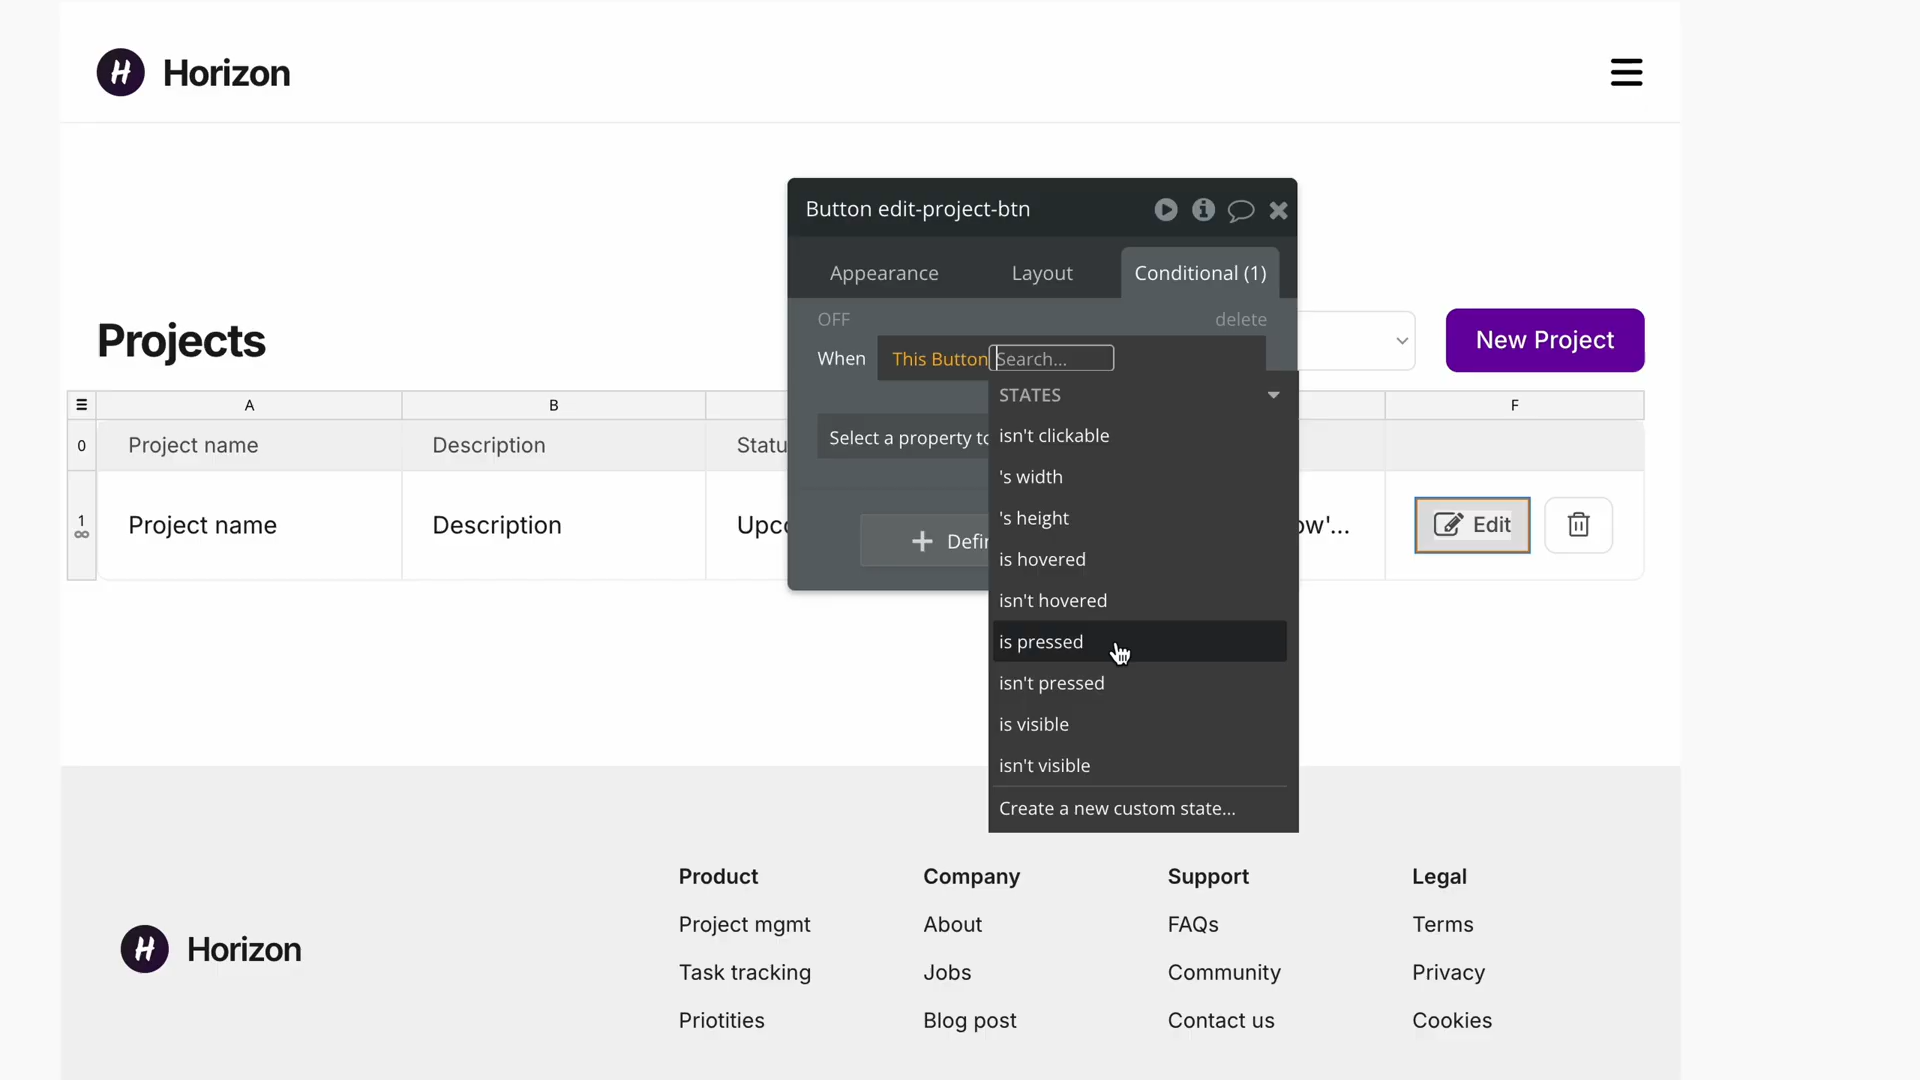 Horizon
Button edit-project-btn
Appearance
Layout
Conditional (1)
OFF
delete
When
This Button
Search...
Projects
New Project
STATES
A
B
F
isn't clickable
Select a property to
0
Project name
Description
Statu
's width
's height
1
Project name
Description
Upco
ow'...
Edit
Defin
is hovered
isn't hovered
is pressed
isn't pressed
is visible
isn't visible
Create a new custom state...
Product
Company
Support
Legal
Project mgmt
About
FAQs
Terms
Horizon
Task tracking
Jobs
Community
Privacy
Priotities
Blog post
Contact us
Cookies